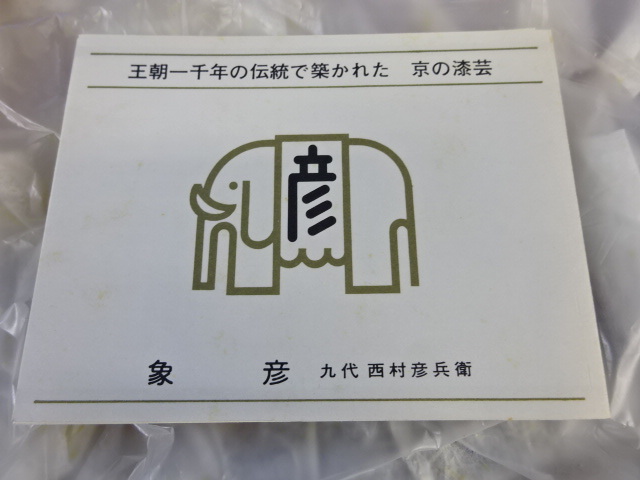 王朝一千年の伝統で築かれた 京の漆芸
彦
象 彦 九代 西村彦兵衛